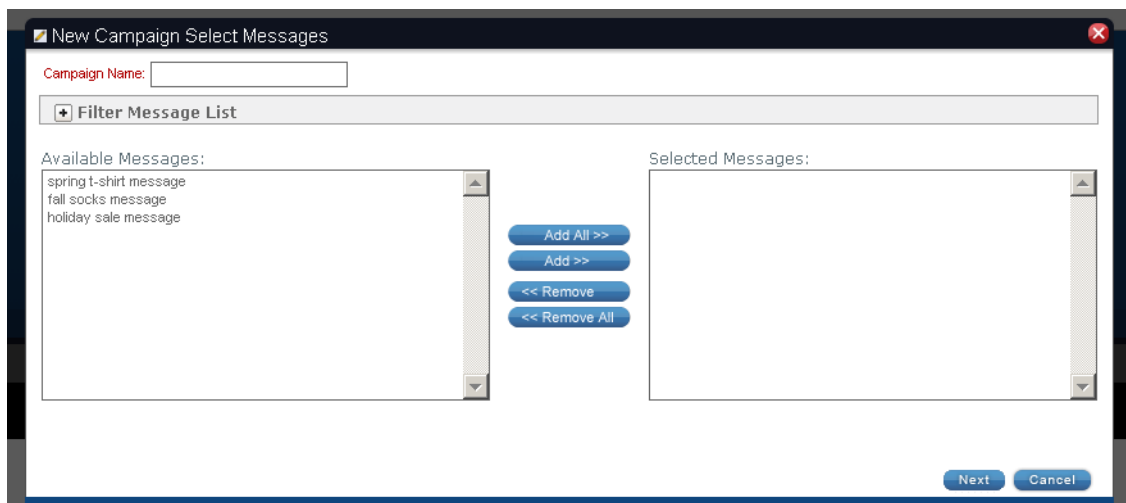 New Campaign Select Messages
Campaign Name:
+ Filter Message List
Available Messages:
spring t-shirt message
fall socks message
holiday sale message
Add All >>
Add >>
<< Remove
<< Remove All
Selected Messages:
Next
Cancel